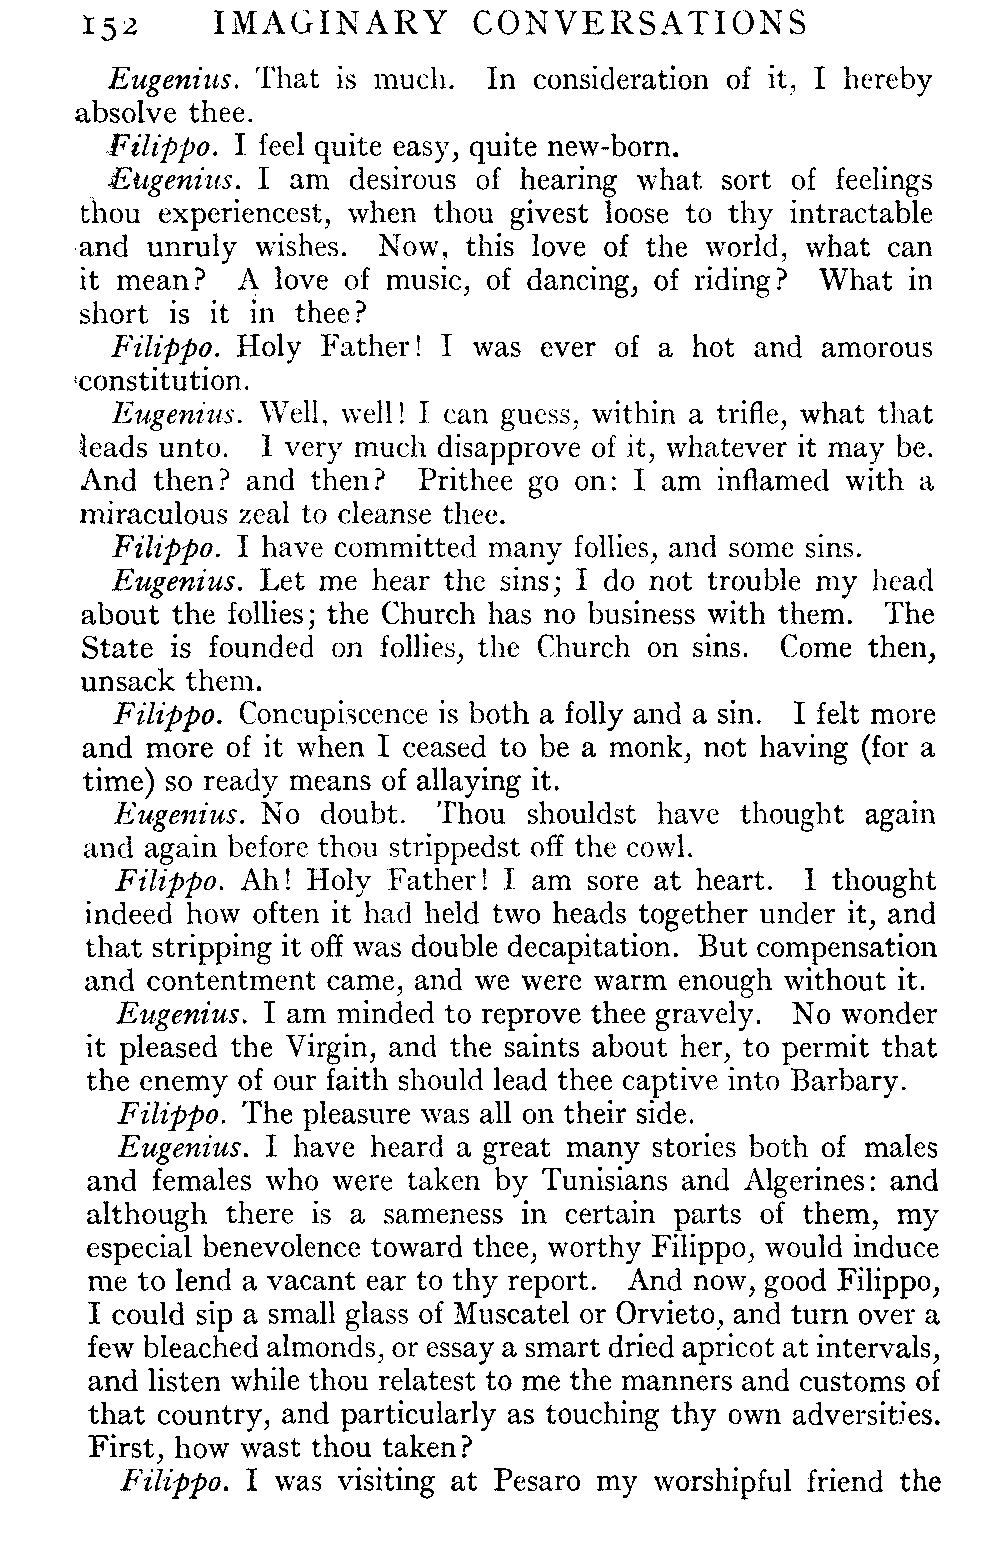 152 IMAGINARY CONVERSATIONS
Eugenius. That is much. In consideration of it, I hereby
absolve thee.
Filippo. I feel quite easy, quite new-born.
Eugenius. I am desirous of hearing what sort of feelings
thou experiencest, when thou givest loose to thy intractable
and unruly wishes. Now, this love of the world, what can
it mean? A love of music, of dancing, of riding? What in
short is it in thee?
Filippo. Holy Father! I was ever of a hot and amorous
constitution.
Eugenius. Well, well! I can guess, within a trifle, what that
leads unto. I very much disapprove of it, whatever it may be.
And then? and then? Prithee go on: I am inflamed with a
miraculous zeal to cleanse thee.
Filippo. I have committed many follies, and some sins.
Eugenius. Let me hear the sins; I do not trouble my head
about the follies; the Church has no business with them. The
State is founded on follies, the Church on sins. Come then,
unsack them.
Filippo. Concupiscence is both a folly and a sin. I felt more
and more of it when I ceased to be a monk, not having (for a
time) so ready means of allaying it.
Eugenius. No doubt. Thou shouldst have thought again
and again before thou strippedst off the cowl.
Filippo. Ah! Holy Father! I am sore at heart. I thought
indeed how often it had held two heads together under it, and
that stripping it off was double decapitation. But compensation
and contentment came, and we were warm enough without it.
Eugenius. I am minded to reprove thee gravely. No wonder
it pleased the Virgin, and the saints about her, to permit that
the enemy of our faith should lead thee captive into Barbary.
Filippo. The pleasure was all on their side.
Eugenius. I have heard a great many stories both of males
and females who were taken by Tunisians and Algerines: and
although there is a sameness in certain parts of them, my
especial benevolence toward thee, worthy Filippo, would induce
me to lend a vacant ear to thy report. And now, good Filippo,
I could sip a small glass of Muscatel or Orvieto, and turn over a
few bleached almonds, or essay a smart dried apricot at intervals,
and listen while thou relatest to me the manners and customs of
that country, and particularly as touching thy own adversities.
First, how wast thou taken?
Filippo. I was visiting at Pesaro my worshipful friend the